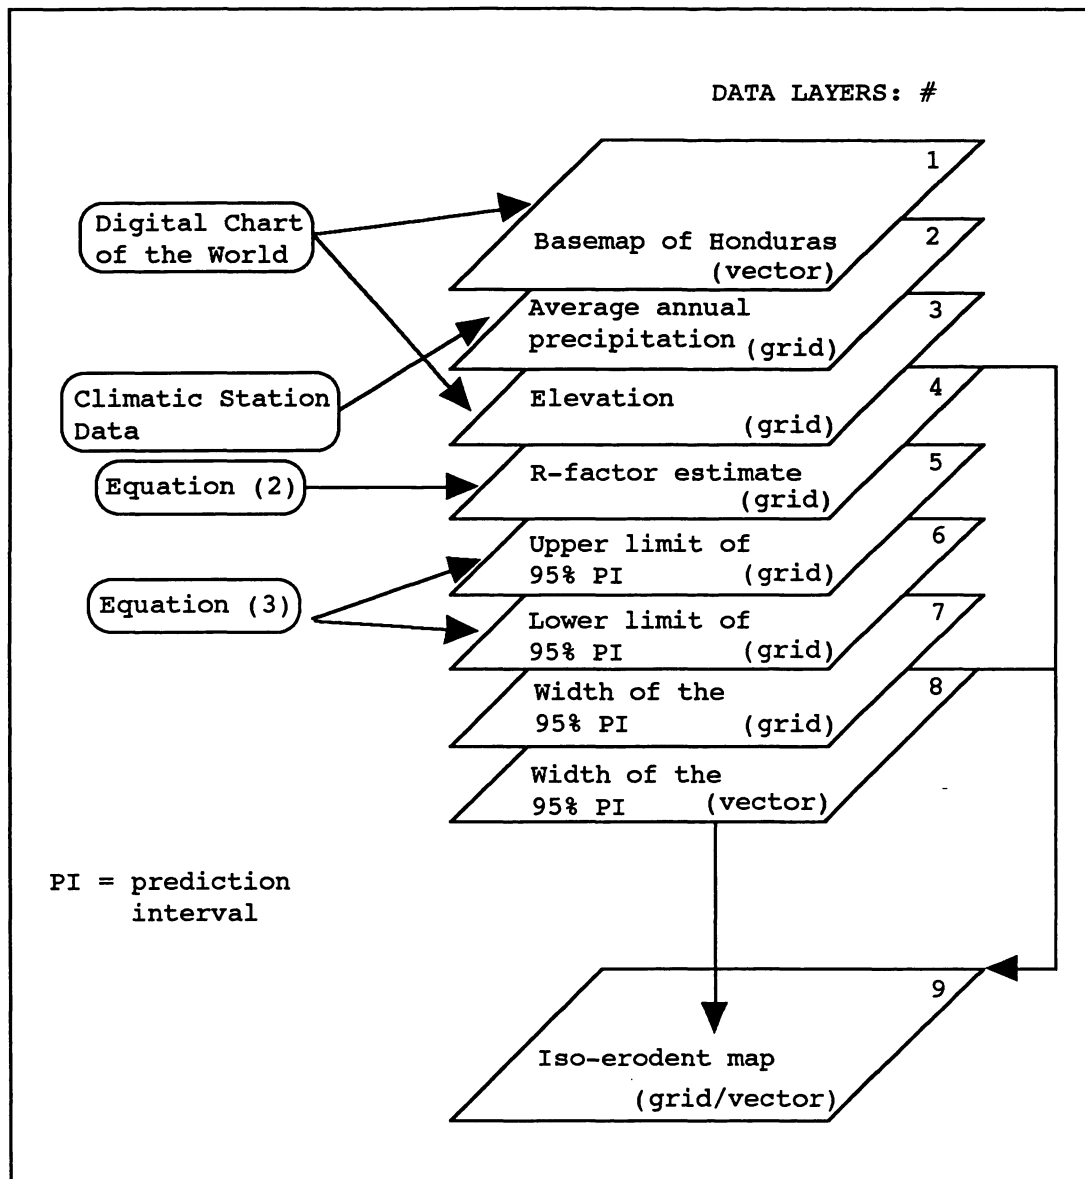 DATA LAYERS: #
1
Digital Chart
of the World
Basemap of Honduras
(vector)
2
Average annual
precipitation (grid)
3
Climatic Station
Data
Elevation
(grid)
4
Equation (2)
R-factor estimate
(grid)
5
Upper limit of
95% PI (grid)
6
Equation (3)
Lower limit of
95% PI (grid)
7
Width of the
95% PI (grid)
8
Width of the
95% PI (vector)
PI = prediction
interval
9
Iso-erodent map
(grid/vector)